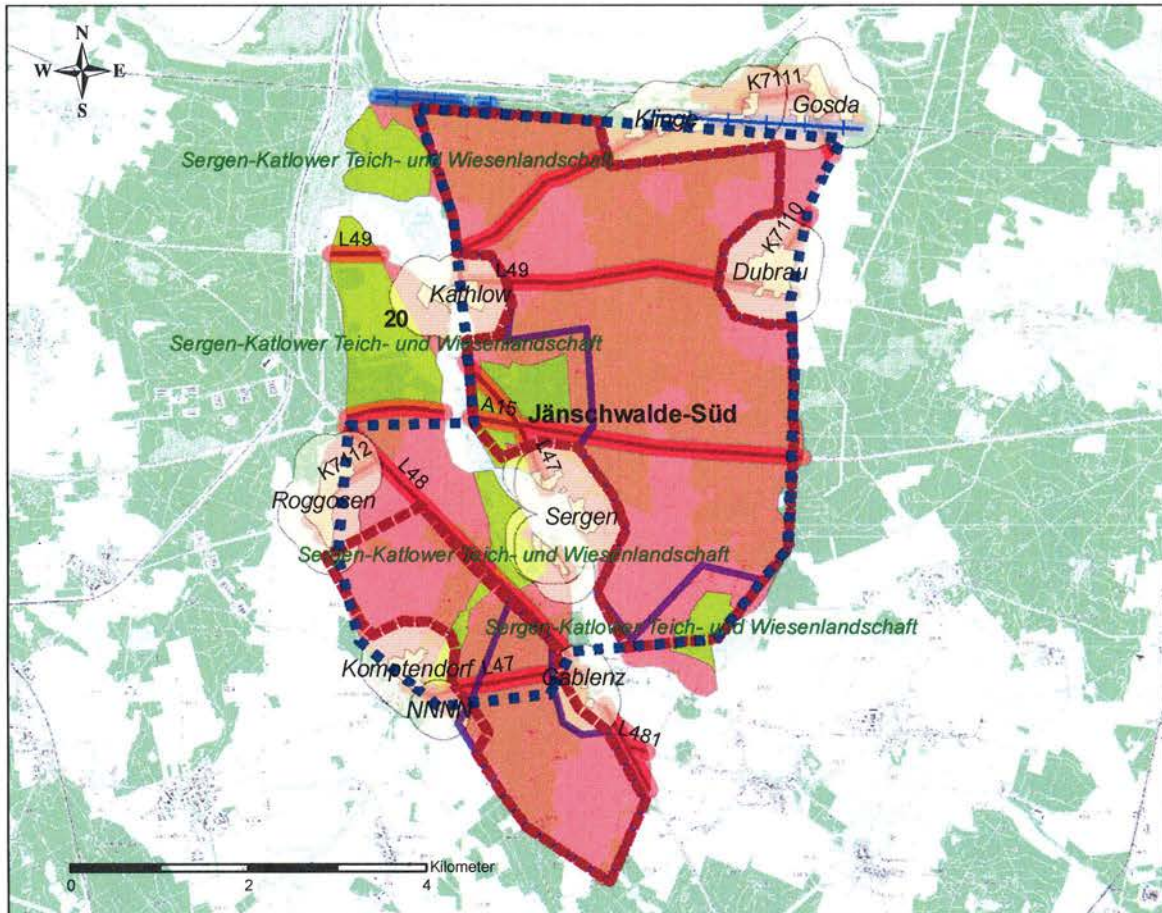 N
W E
S
K7111
Gosda
Klinge
Sergen-Katlower Teich- und Wiesenlandschaft
K7110
L49
L49
Dubrau
Kathlow
20
Sergen-Katlower Teich- und Wiesenlandschaft
A15
Jänschwalde-Süd
L47
K7112
L48
Roggosen
Sergen
Sergen-Katlower Teich- und Wiesenlandschaft
Sergen-Katlower Teich- und Wiesenlandschaft
Komptendorf
L47
Gablenz
NNNN
L481
Kilometer
0 2 4